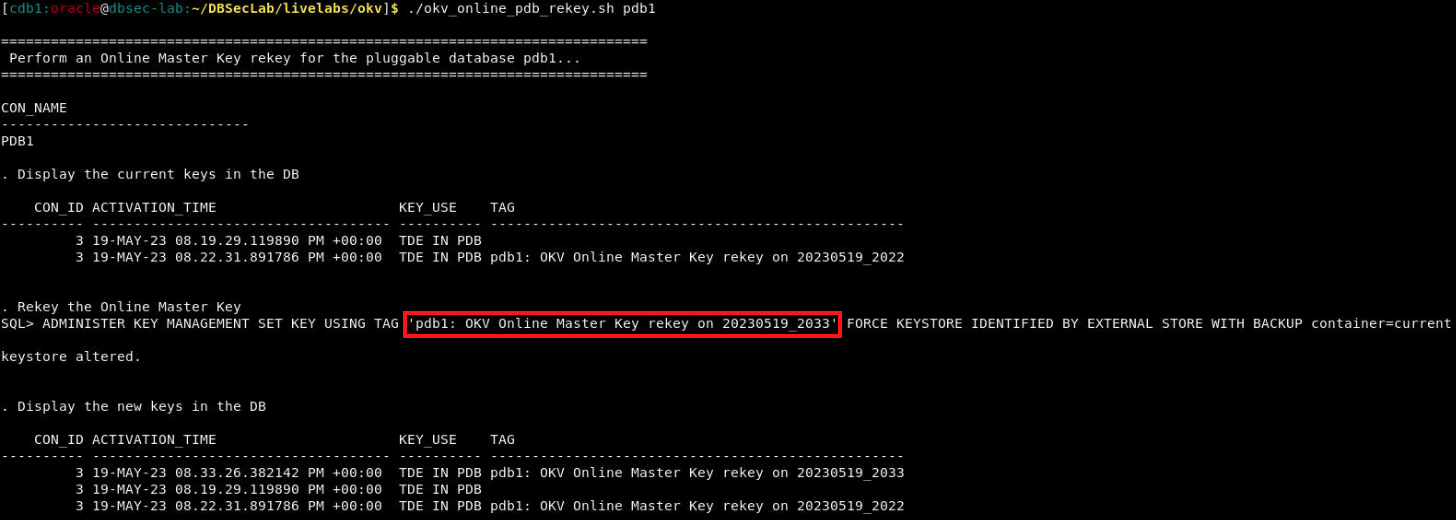 [cdb1:oracle@dbsec-lab:~/DBSecLab/livelabs/okv]$ ./okv_online_pdb_rekey.sh pdb1
==============================================================================
 Perform an Online Master Key rekey for the pluggable database pdb1...
==============================================================================
CON_NAME
------------------------------
PDB1
. Display the current keys in the DB
    CON_ID ACTIVATION_TIME                      KEY_USE    TAG
---------- ------------------------------------ ---------- --------------------------------------------------
         3 19-MAY-23 08.19.29.119890 PM +00:00  TDE IN PDB
         3 19-MAY-23 08.22.31.891786 PM +00:00  TDE IN PDB pdb1: OKV Online Master Key rekey on 20230519_2022
. Rekey the Online Master Key
SQL> ADMINISTER KEY MANAGEMENT SET KEY USING TAG 'pdb1: OKV Online Master Key rekey on 20230519_2033' FORCE KEYSTORE IDENTIFIED BY EXTERNAL STORE WITH BACKUP container=current
keystore altered.
. Display the new keys in the DB
    CON_ID ACTIVATION_TIME                      KEY_USE    TAG
---------- ------------------------------------ ---------- --------------------------------------------------
         3 19-MAY-23 08.33.26.382142 PM +00:00  TDE IN PDB pdb1: OKV Online Master Key rekey on 20230519_2033
         3 19-MAY-23 08.19.29.119890 PM +00:00  TDE IN PDB
         3 19-MAY-23 08.22.31.891786 PM +00:00  TDE IN PDB pdb1: OKV Online Master Key rekey on 20230519_2022